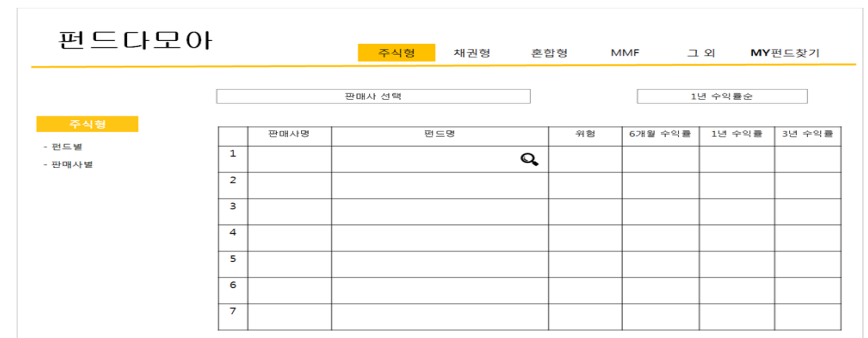 펀드다모아
주식형 채권형 혼합형 MMF 그 외 MY펀드찾기
판매사 선택 1년 수익률순
주식형
- 펀드별
- 판매사별
판매사명 펀드명 위험 6개월 수익률 1년 수익률 3년 수익률
1
2
3
4
5
6
7